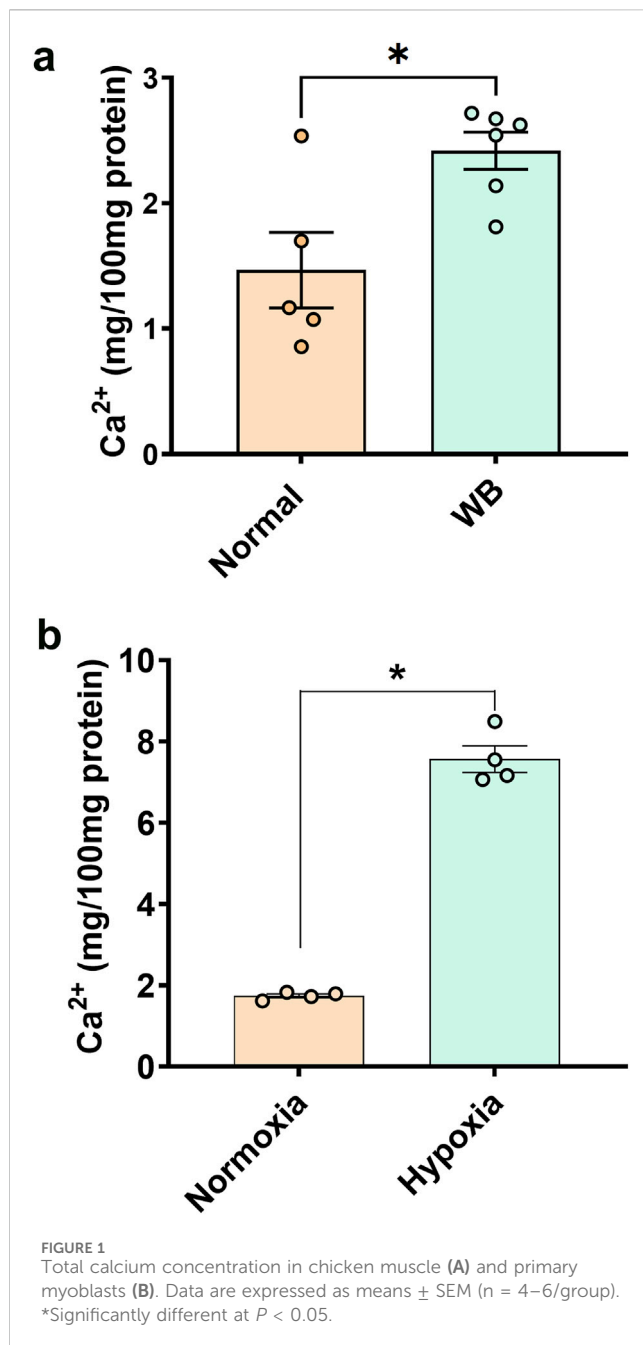 a
*
Ca²⁺ (mg/100mg protein)
3
2
1
0
Normal
WB
b
*
Ca²⁺ (mg/100mg protein)
10
8
6
4
2
0
Normoxia
Hypoxia
FIGURE 1
Total calcium concentration in chicken muscle (A) and primary
myoblasts (B). Data are expressed as means ± SEM (n = 4–6/group).
*Significantly different at P < 0.05.